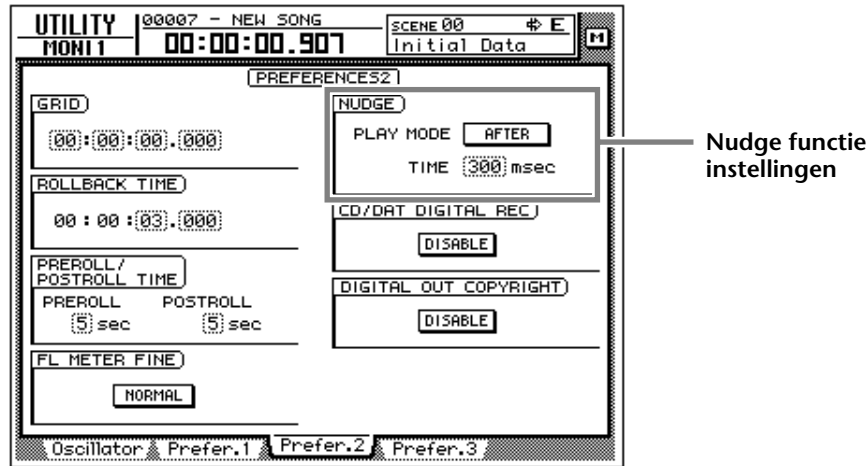 UTILITY
MONI 1
00007 - NEW SONG
00:00:00.907
SCENE 00
E
Initial Data
M
PREFERENCES2
GRID
00:00:00.000
ROLLBACK TIME
00:00:03.000
PREROLL/
POSTROLL TIME
PREROLL POSTROLL
5 sec 5 sec
FL METER FINE
NORMAL
NUDGE
PLAY MODE AFTER
TIME 300 msec
CD/DAT DIGITAL REC
DISABLE
DIGITAL OUT COPYRIGHT
DISABLE
Nudge functie
instellingen
Oscillator Prefer.1 Prefer.2 Prefer.3